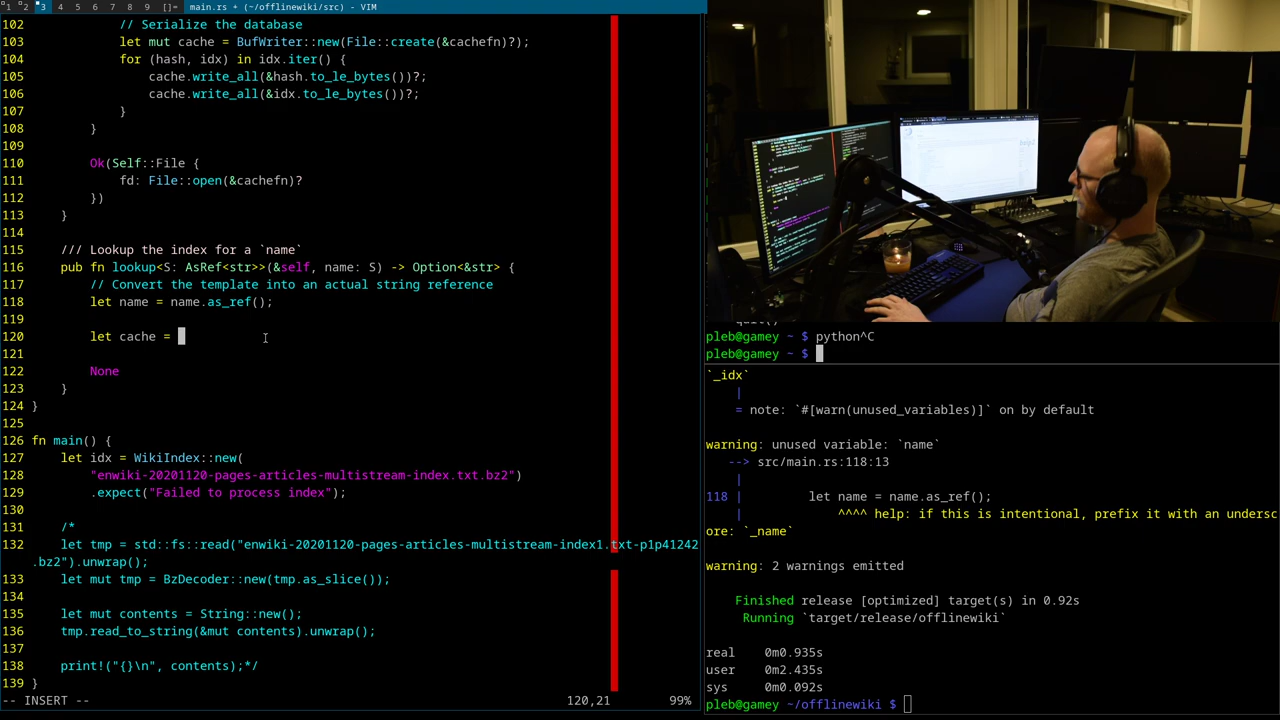 1 2 3 4 5 6 7 8 9 []= main.rs + (~/offlinewiki/src) - VIM
102             // Serialize the database
103             let mut cache = BufWriter::new(File::create(&cachefn)?);
104             for (hash, idx) in idx.iter() {
105                 cache.write_all(&hash.to_le_bytes())?;
106                 cache.write_all(&idx.to_le_bytes())?;
107             }
108         }
109
110         Ok(Self::File {
111             fd: File::open(&cachefn)?
112         })
113     }
114
115     /// Lookup the index for a `name`
116     pub fn lookup<S: AsRef<str>>(&self, name: S) -> Option<&str> {
117         // Convert the template into an actual string reference
118         let name = name.as_ref();
119
120         let cache =
121
122         None
123     }
124 }
125
126 fn main() {
127     let idx = WikiIndex::new(
128         "enwiki-20201120-pages-articles-multistream-index.txt.bz2")
129         .expect("Failed to process index");
130
131     /*
132     let tmp = std::fs::read("enwiki-20201120-pages-articles-multistream-index1.txt-p1p41242
.bz2").unwrap();
133     let mut tmp = BzDecoder::new(tmp.as_slice());
134
135     let mut contents = String::new();
136     tmp.read_to_string(&mut contents).unwrap();
137
138     print!("{}\n", contents);*/
139 }
-- INSERT --                    120,21        99%
quit()
pleb@gamey ~ $ python^C
pleb@gamey ~ $
`_idx`
    |
    = note: `#[warn(unused_variables)]` on by default

warning: unused variable: `name`
   --> src/main.rs:118:13
    |
118 |         let name = name.as_ref();
    |             ^^^^ help: if this is intentional, prefix it with an undersc
ore: `_name`

warning: 2 warnings emitted

    Finished release [optimized] target(s) in 0.92s
     Running `target/release/offlinewiki`

real    0m0.935s
user    0m2.435s
sys     0m0.092s
pleb@gamey ~/offlinewiki $